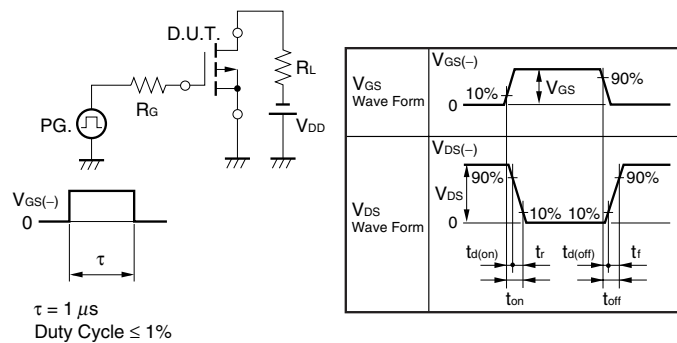 D.U.T.
RL
RG
PG.
VDD
VGS(−)
0
τ
τ = 1 μs
Duty Cycle ≤ 1%
VGS
Wave Form
VGS(−)
10%
VGS
90%
0
VDS
Wave Form
VDS(−)
90%
90%
VDS
10%
10%
0
td(on)
tr
td(off)
tf
ton
toff